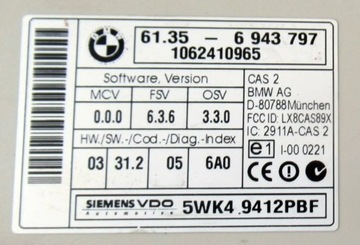 BMW
61.35 - 6 943 797
1062410965
Software, Version
MCV FSV OSV
0.0.0 6.3.6 3.3.0
HW./SW.-/Cod.-/Diag.-Index
03 31.2 05 6A0
CAS 2
BMW AG
D-80788 München
FCC ID: LX8CAS89X
IC: 2911A-CAS 2
e1 I-00 0221
SIEMENS VDO
Automotive
5WK4 9412PBF
CE